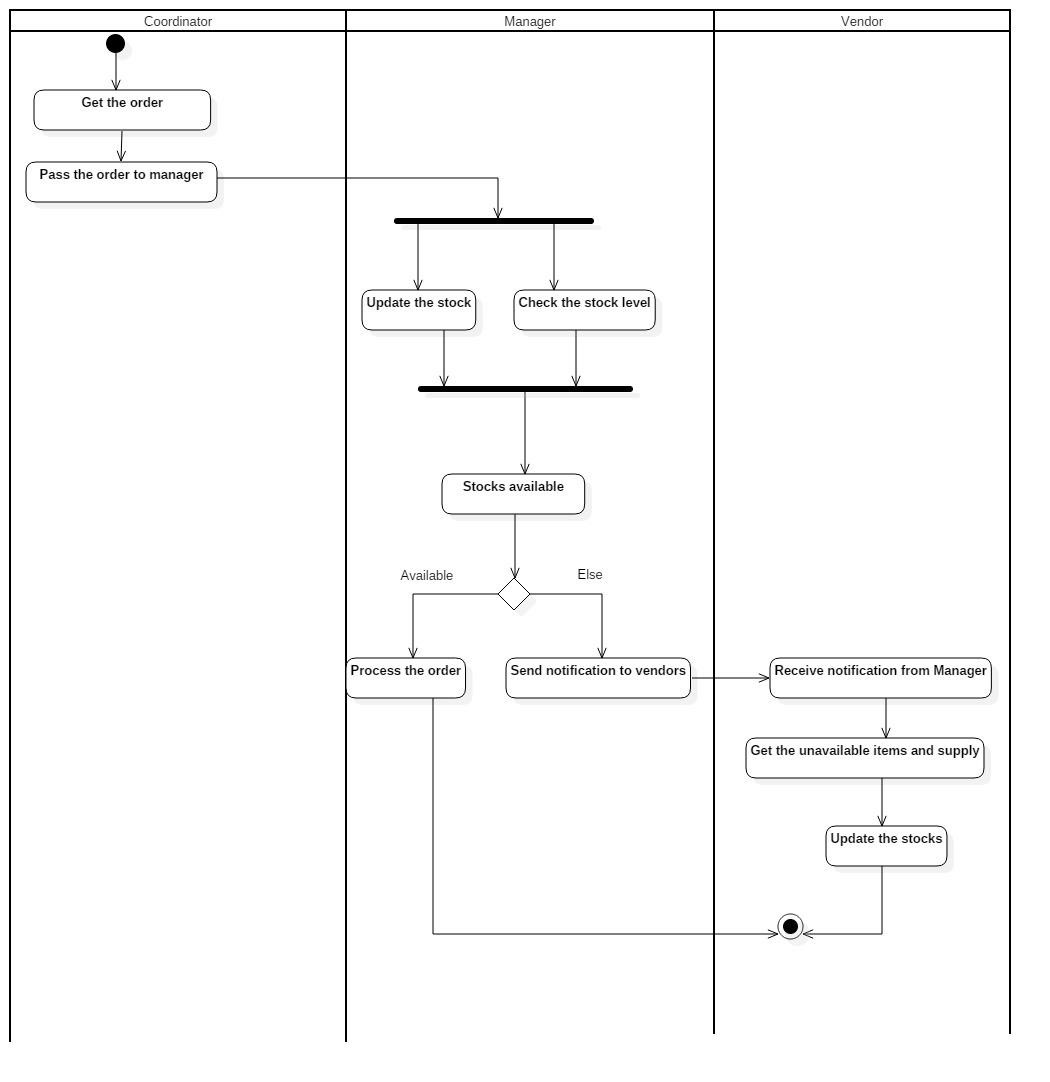 Coordinator
Manager
Vendor
Get the order
Pass the order to manager
Update the stock
Check the stock level
Stocks available
Available
Else
Process the order
Send notification to vendors
Receive notification from Manager
Get the unavailable items and supply
Update the stocks